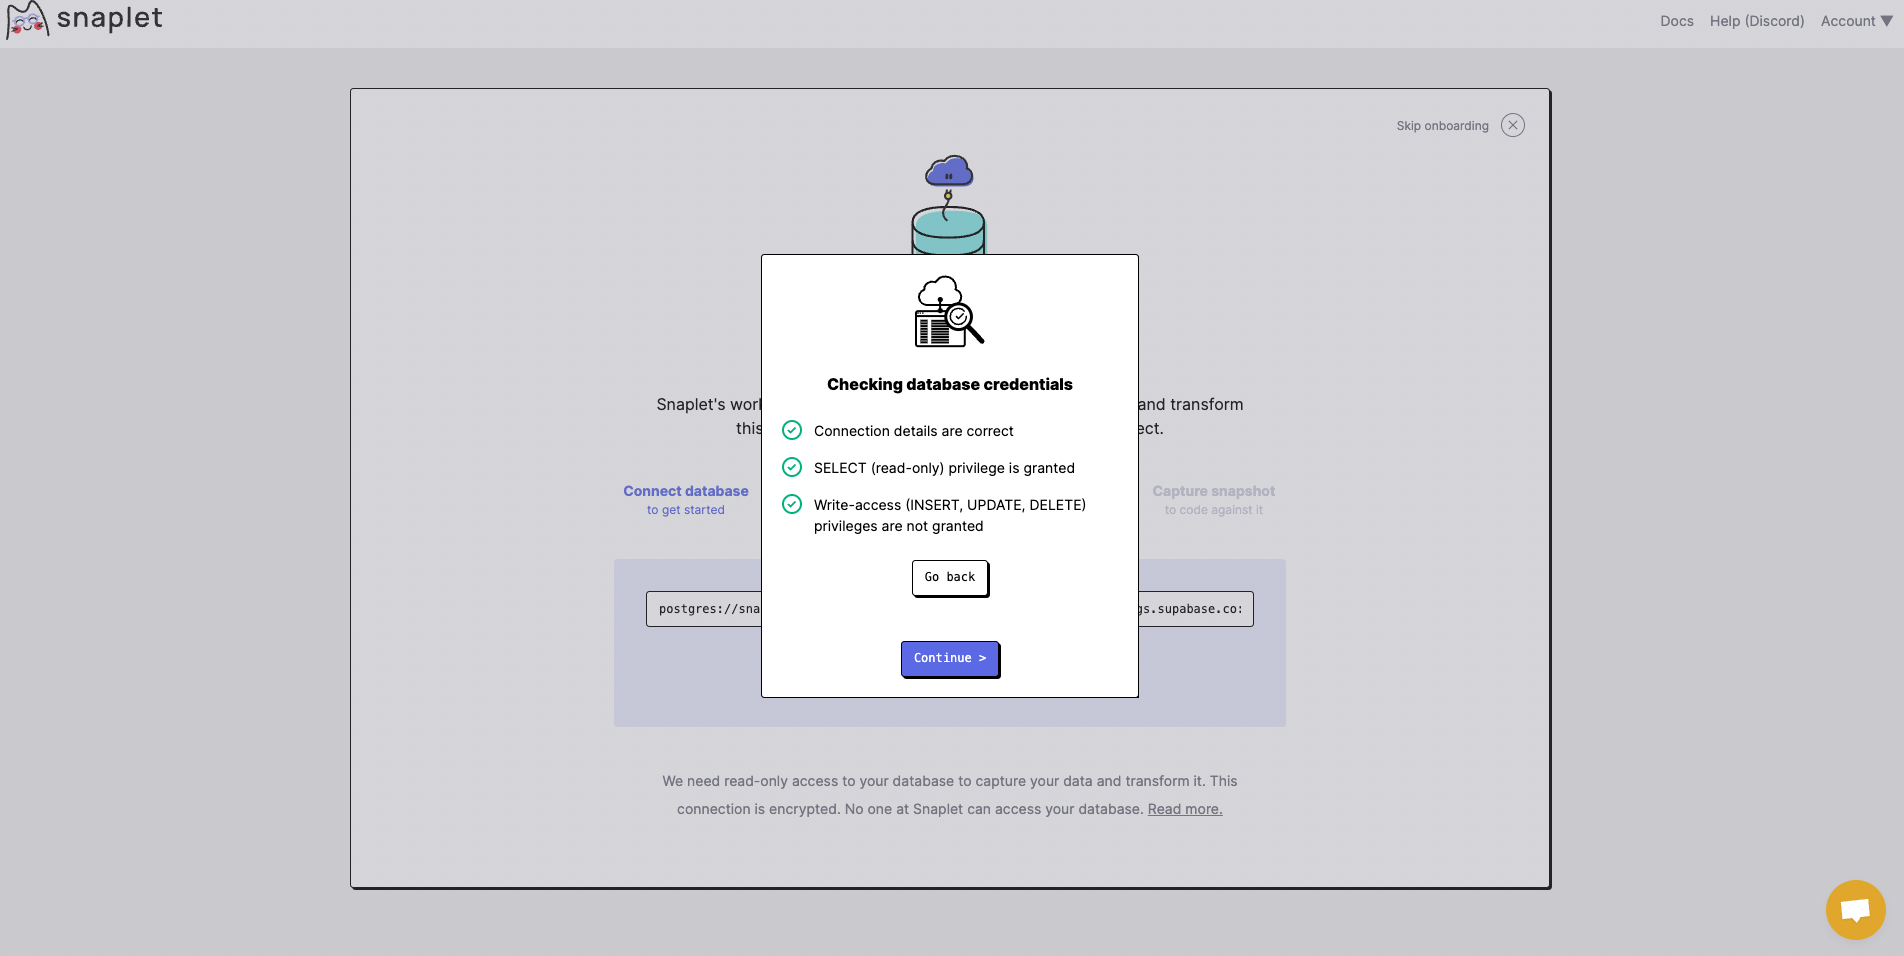 snaplet
Docs Help (Discord) Account ▼
Skip onboarding
Checking database credentials
Connection details are correct
SELECT (read-only) privilege is granted
Write-access (INSERT, UPDATE, DELETE)
privileges are not granted
Go back
Continue >
Snaplet's and transform
this
Connect database
to get started
Capture snapshot
to code against it
postgres:// .supabase.co:
We need read-only access to your database to capture your data and transform it. This
connection is encrypted. No one at Snaplet can access your database. Read more.